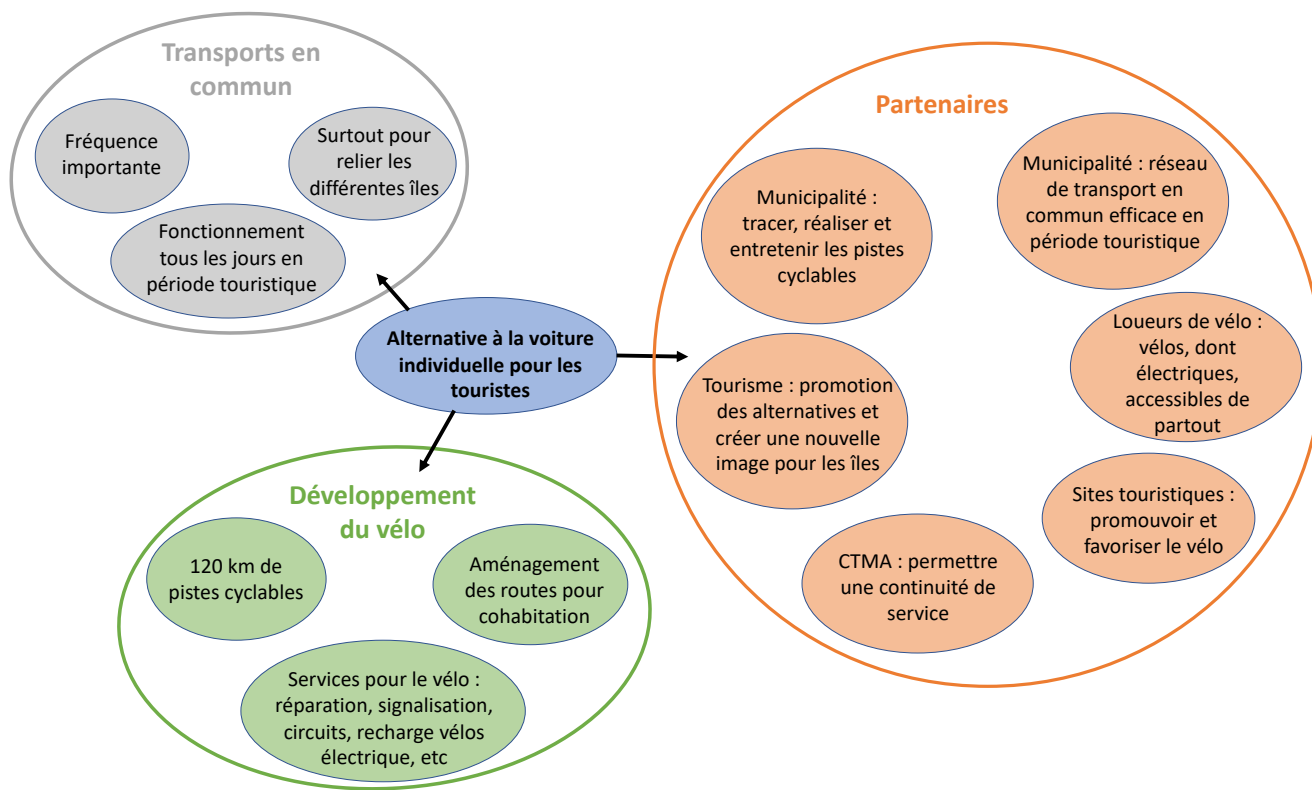 Transports en
commun
Fréquence
importante
Surtout pour
relier les
différentes îles
Fonctionnement
tous les jours en
période touristique
Alternative à la voiture
individuelle pour les
touristes
Développement
du vélo
120 km de
pistes cyclables
Aménagement
des routes pour
cohabitation
Services pour le vélo :
réparation, signalisation,
circuits, recharge vélos
électrique, etc
Partenaires
Municipalité :
tracer, réaliser et
entretenir les pistes
cyclables
Municipalité : réseau
de transport en
commun efficace en
période touristique
Loueurs de vélo :
vélos, dont
électriques,
accessibles de
partout
Tourisme : promotion
des alternatives et
créer une nouvelle
image pour les îles
Sites touristiques :
promouvoir et
favoriser le vélo
CTMA : permettre
une continuité de
service